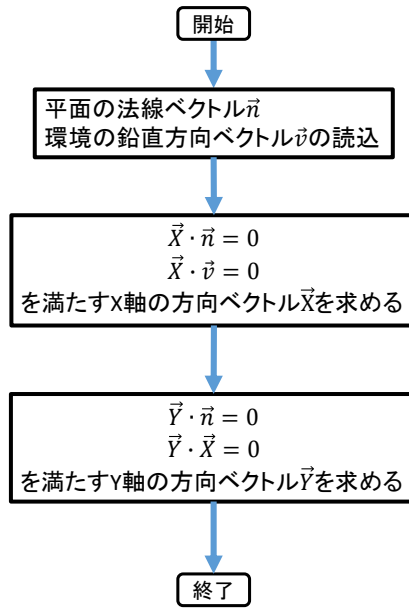 開始
平面の法線ベクトル$\vec{n}$
環境の鉛直方向ベクトル$\vec{v}$の読込
$\vec{X} \cdot \vec{n} = 0$
$\vec{X} \cdot \vec{v} = 0$
を満たすX軸の方向ベクトル$\vec{X}$を求める
$\vec{Y} \cdot \vec{n} = 0$
$\vec{Y} \cdot \vec{X} = 0$
を満たすY軸の方向ベクトル$\vec{Y}$を求める
終了